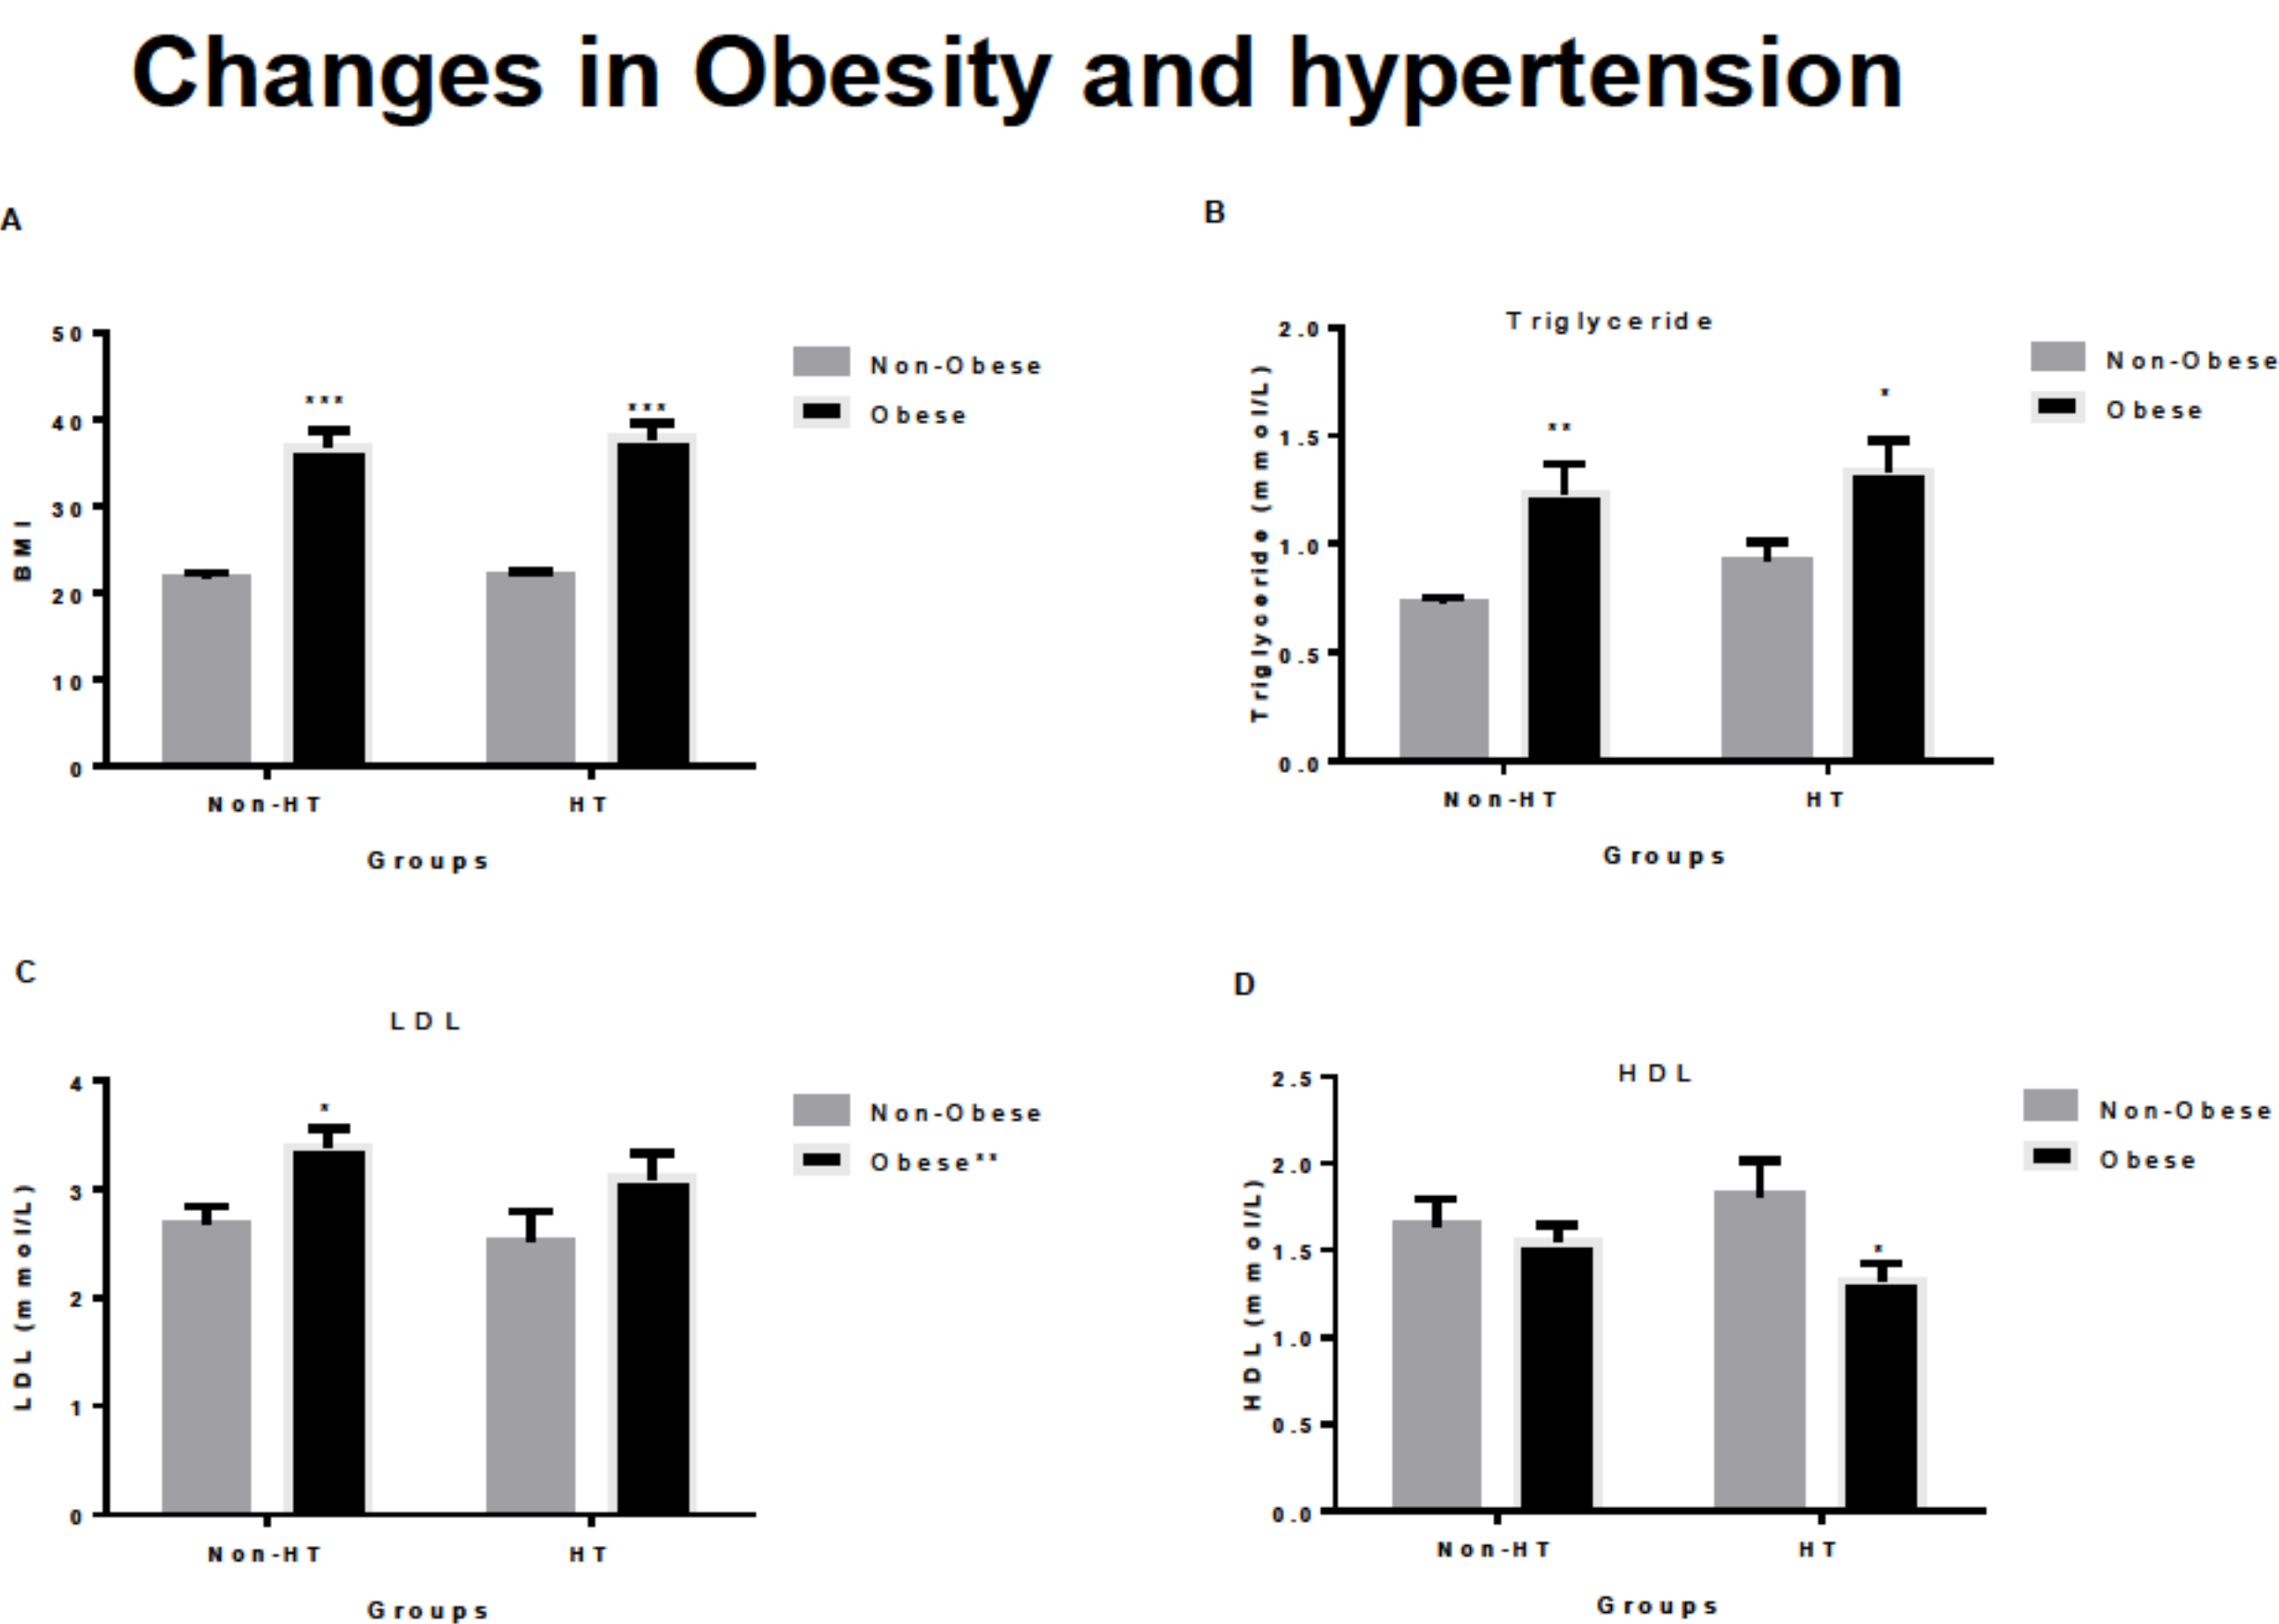 Changes in Obesity and hypertension
A
50
40
30
20
10
0
BMI
***
***
Non-HT
HT
Groups
Non-Obese
Obese
B
Triglyceride
2.0
1.5
1.0
0.5
0.0
Triglyceride (mmol/L)
**
*
Non-HT
HT
Groups
Non-Obese
Obese
C
LDL
4
3
2
1
0
LDL (mmol/L)
*
Non-HT
HT
Groups
Non-Obese
Obese**
D
HDL
2.5
2.0
1.5
1.0
0.5
0.0
HDL (mmol/L)
*
Non-HT
HT
Groups
Non-Obese
Obese